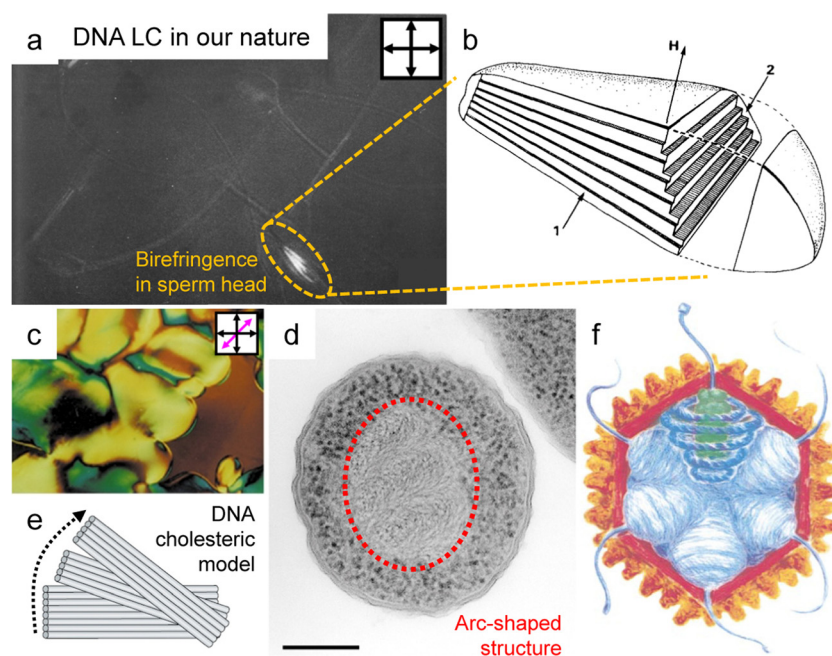 a
DNA LC in our nature
b
H
2
1
Birefringence
in sperm head
c
d
f
e
DNA
cholesteric
model
Arc-shaped
structure